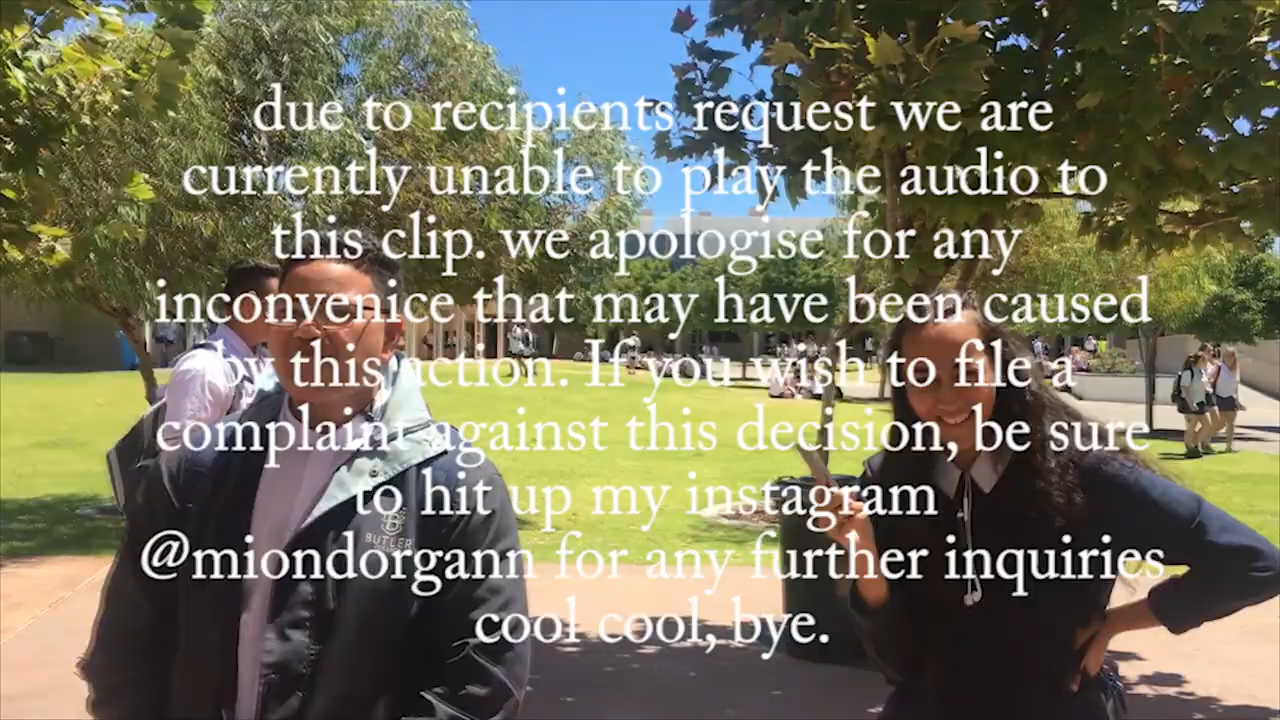 due to recipients request we are
currently unable to play the audio to
this clip. we apologise for any
inconvenice that may have been caused
by this action. If you wish to file a
complaint against this decision, be sure
to hit up my instagram
@miondorgann for any further inquiries
cool cool, bye.
BUTLER